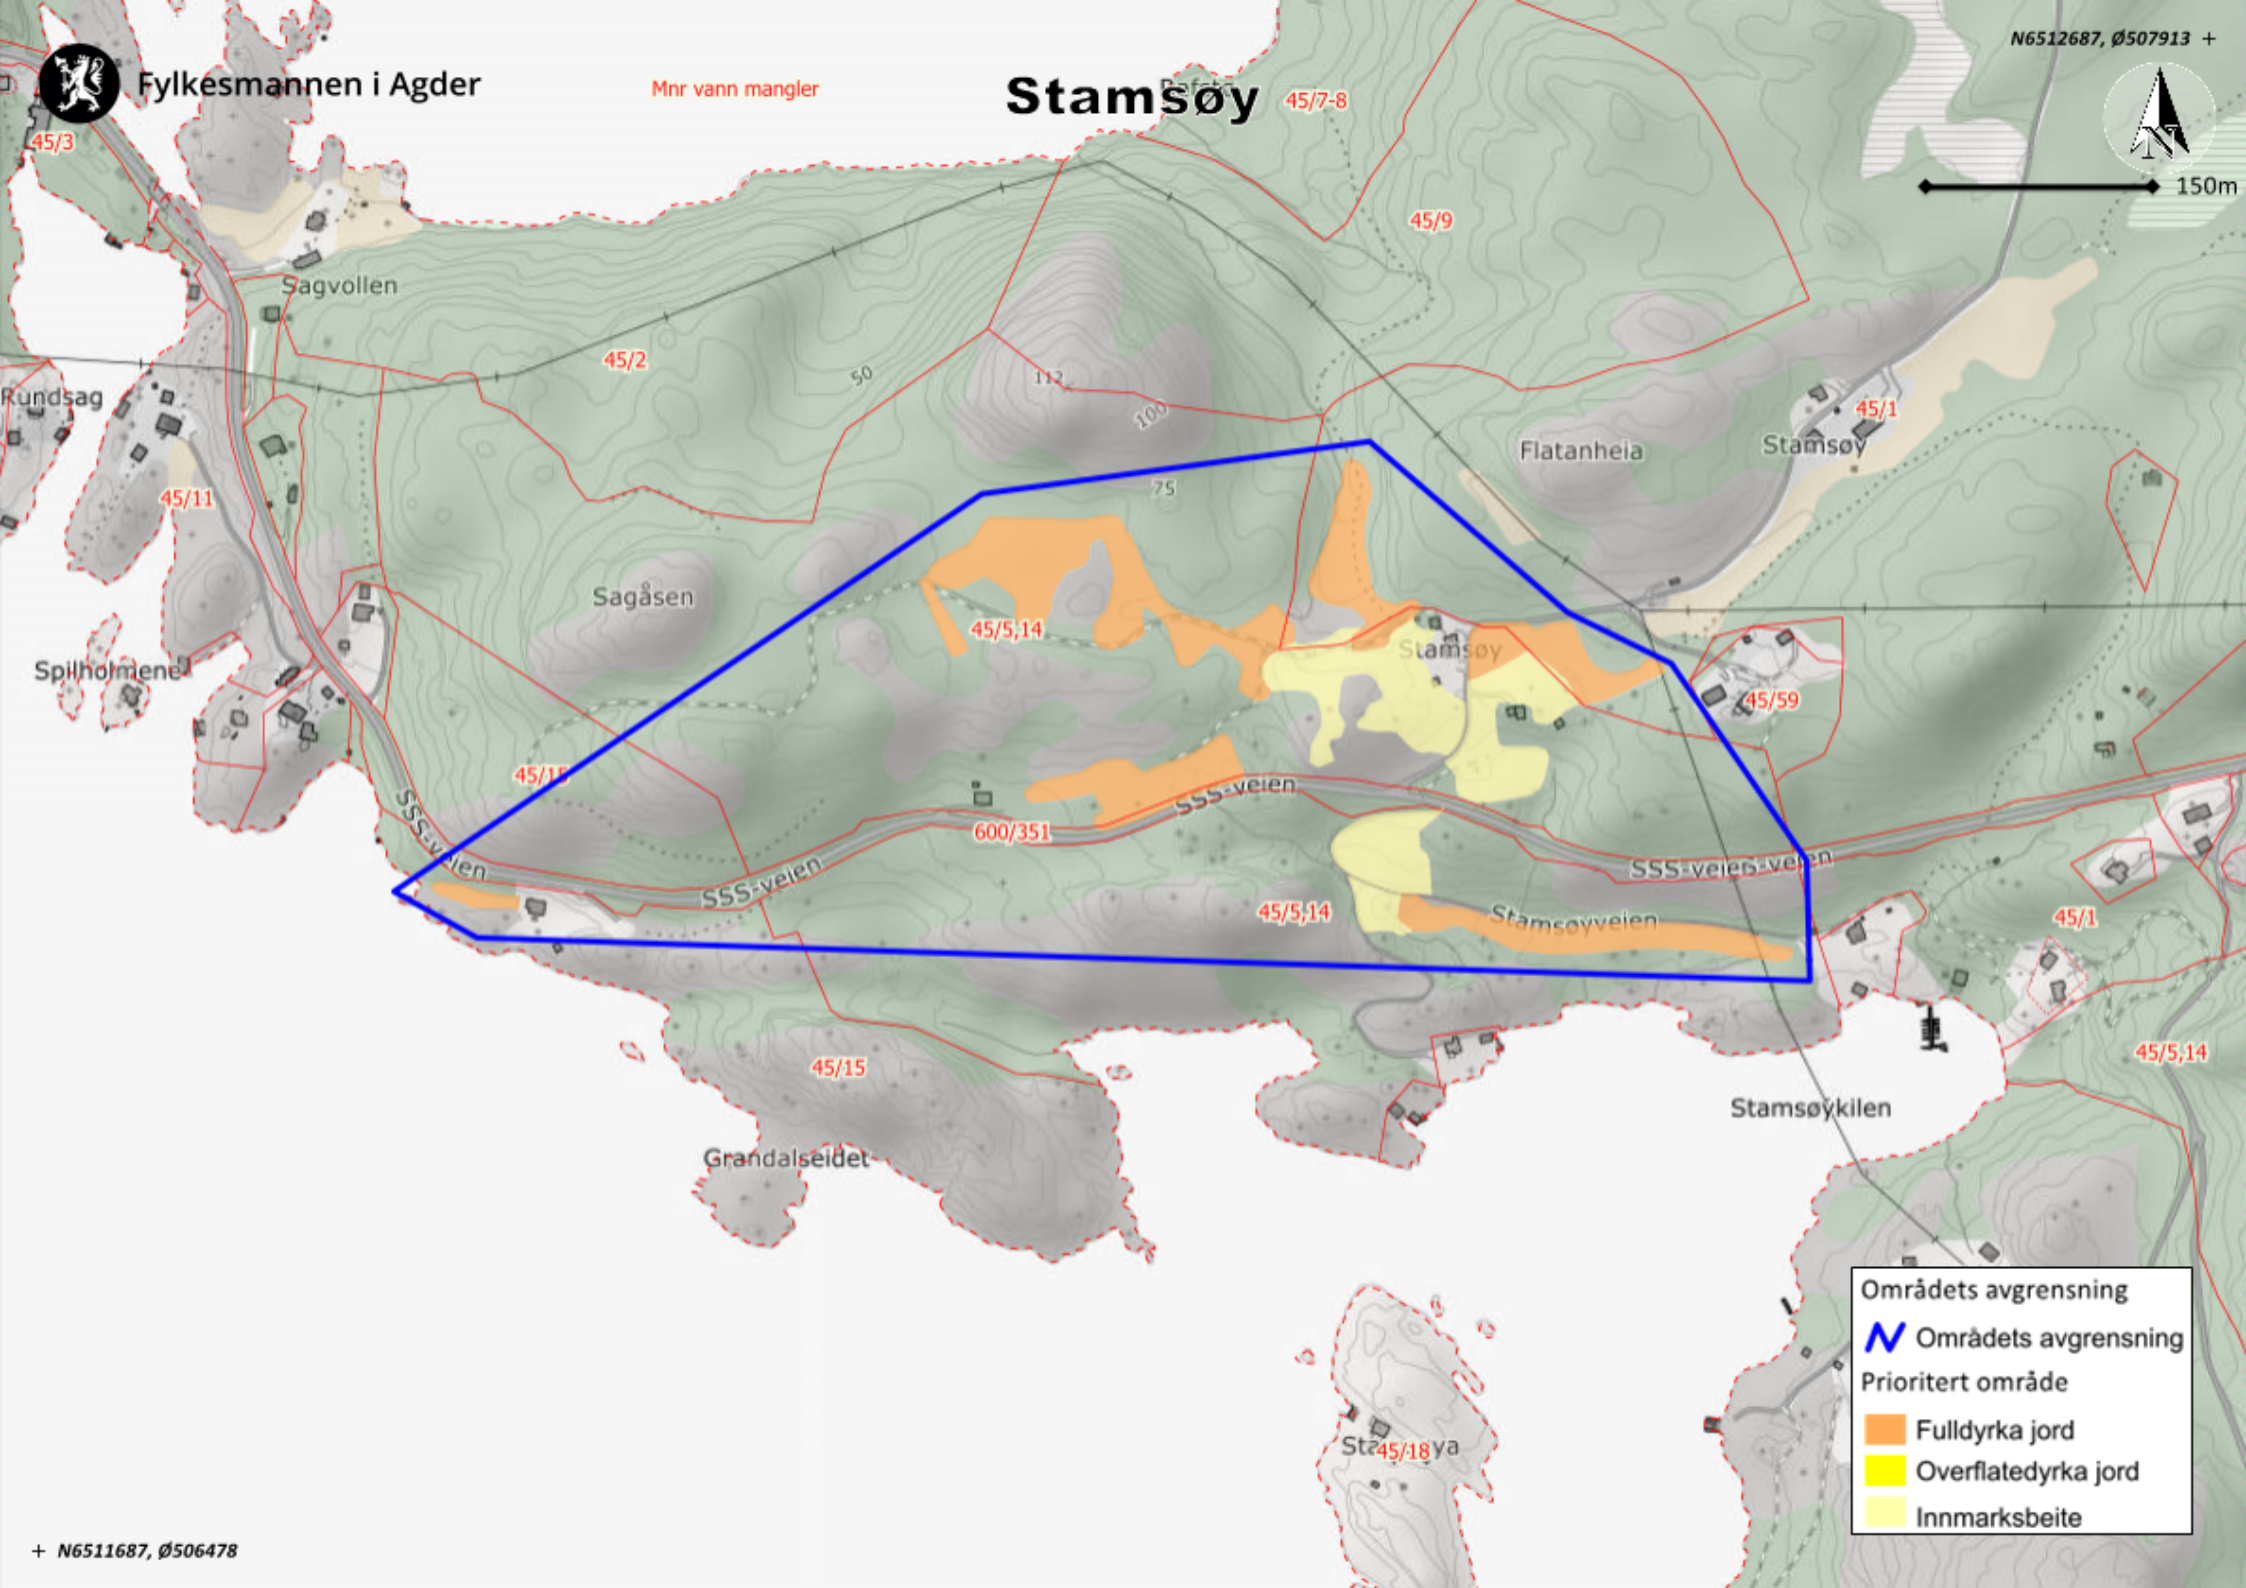 N6512687, Ø507913 +
Fylkesmannen i Agder
Mnr vann mangler
Stamsøy
45/7-8
N
150m
45/3
45/9
Sagvollen
45/2
50
112
100
Rundsag
45/1
Stamsøy
Flatanheia
75
45/11
Sagåsen
45/5,14
Stamsøy
Spilholmene
45/59
45/15
SSS-veien
SSS-veien
600/351
SSS-veien
SSS-veien
SSS-veien
45/5,14
Stamsøyveien
45/1
45/5,14
45/15
Stamsøykilen
Grandalseidet
45/18
Områdets avgrensning
Områdets avgrensning
Prioritert område
Fulldyrka jord
Overflatedyrka jord
Innmarksbeite
+ N6511687, Ø506478